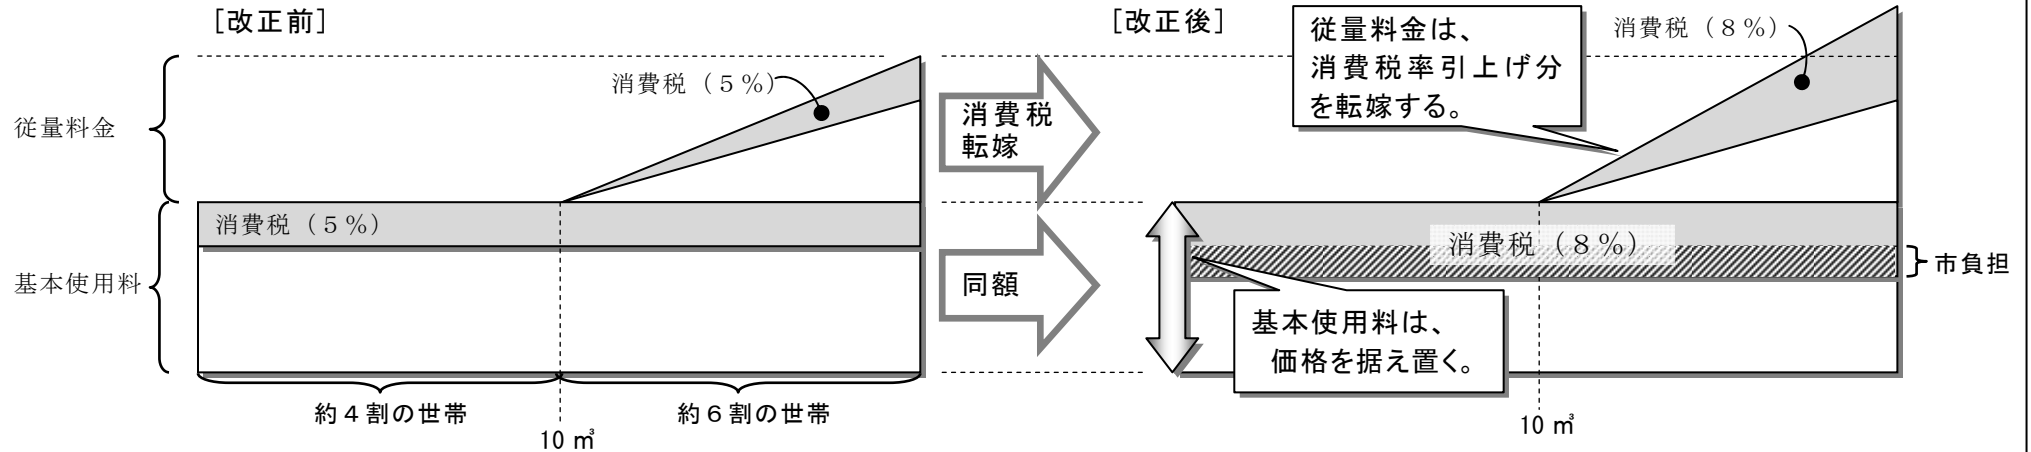 ［改正前］
消費税（５％）
従量料金
消費税（５％）
基本使用料
約４割の世帯
約６割の世帯
10 ㎥
消費税
転嫁
同額
［改正後］
従量料金は、
消費税率引上げ分
を転嫁する。
消費税（８％）
消費税（８％）
市負担
基本使用料は、
価格を据え置く。
10 ㎥